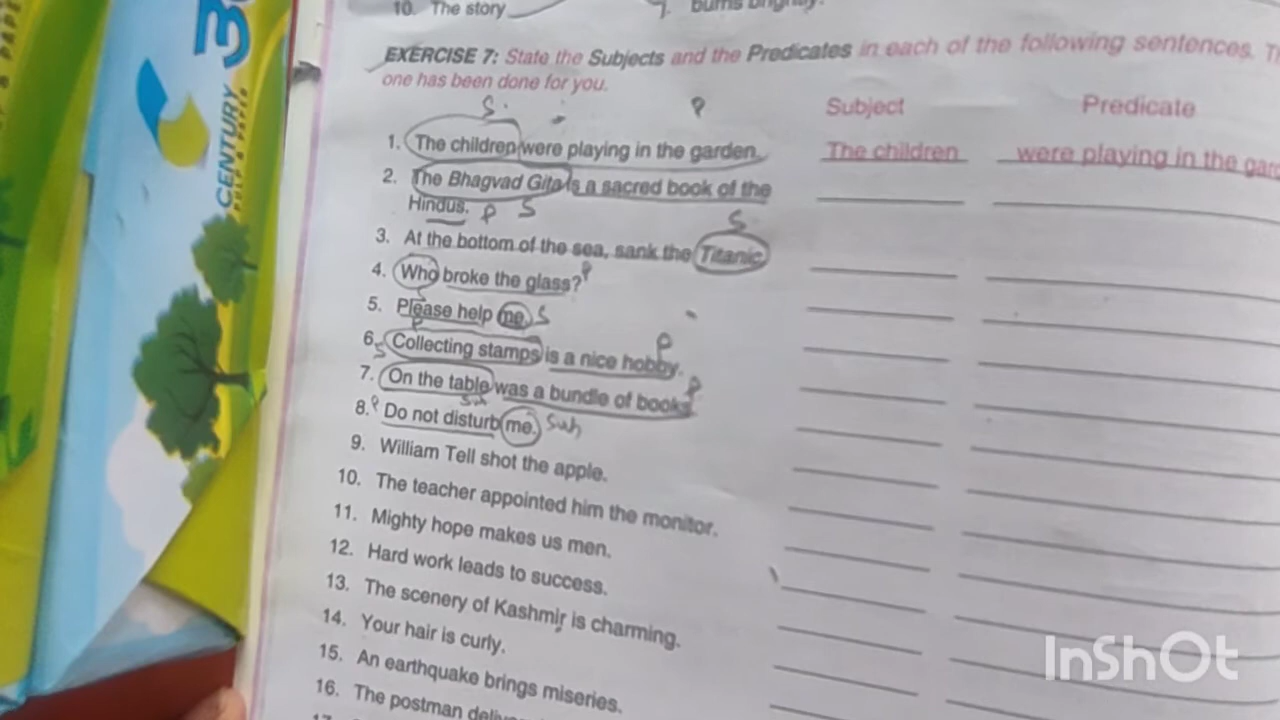 10. The story
7. burns brightly.
EXERCISE 7: State the Subjects and the Predicates in each of the following sentences.
one has been done for you.
S. P Subject Predicate
1. The children were playing in the garden. The children were playing in the
2. The Bhagvad Gita is a sacred book of the
Hindus. P S S
3. At the bottom of the sea, sank the Titanic
4. Who broke the glass? P
5. Please help me. S
P P
6. S Collecting stamps is a nice hobby.
7. On the table was a bundle of books P
Sub
8. P Do not disturb me. Sub
9. William Tell shot the apple.
10. The teacher appointed him the monitor.
11. Mighty hope makes us men.
12. Hard work leads to success.
13. The scenery of Kashmir is charming.
14. Your hair is curly.
15. An earthquake brings miseries.
16. The postman
CENTURY
PULP & PAPER
InShOt